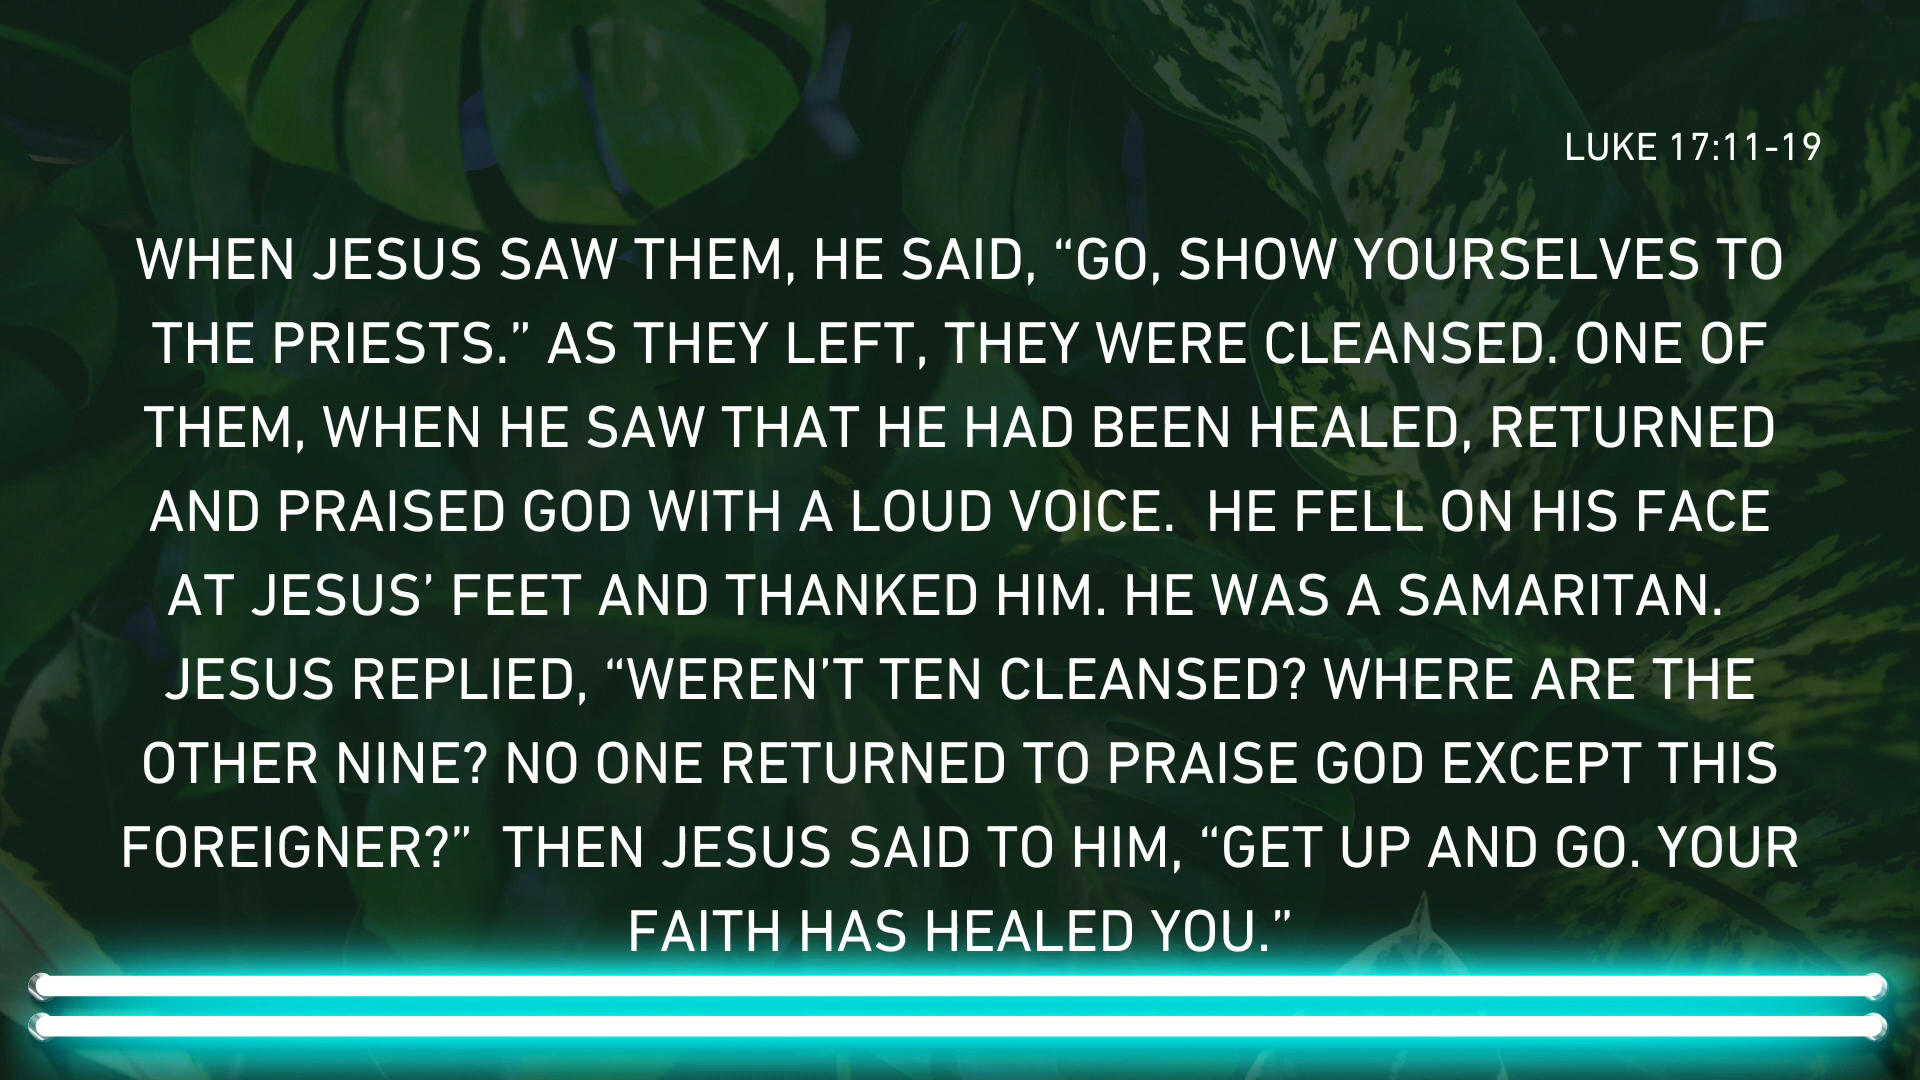 LUKE 17:11-19
WHEN JESUS SAW THEM, HE SAID, “GO, SHOW YOURSELVES TO
THE PRIESTS.” AS THEY LEFT, THEY WERE CLEANSED. ONE OF
THEM, WHEN HE SAW THAT HE HAD BEEN HEALED, RETURNED
AND PRAISED GOD WITH A LOUD VOICE.  HE FELL ON HIS FACE
AT JESUS’ FEET AND THANKED HIM. HE WAS A SAMARITAN.
JESUS REPLIED, “WEREN’T TEN CLEANSED? WHERE ARE THE
OTHER NINE? NO ONE RETURNED TO PRAISE GOD EXCEPT THIS
FOREIGNER?”  THEN JESUS SAID TO HIM, “GET UP AND GO. YOUR
FAITH HAS HEALED YOU.”